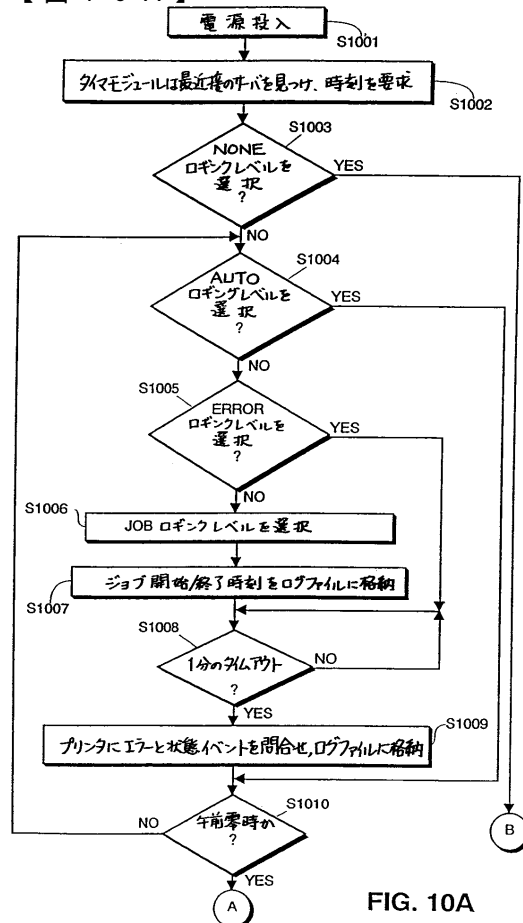 電源投入
S1001
タイマモジュールは最近接のサーバを見つけ、時刻を要求
S1002
S1003
NONE
ロギングレベルを
選択
?
YES
NO
S1004
AUTO
ロギングレベルを
選択
?
YES
NO
S1005
ERROR
ロギングレベルを
選択
?
YES
NO
S1006
JOB ロギングレベルを選択
ジョブ開始/終了時刻をログファイルに格納
S1007
S1008
1分のタイムアウト
?
NO
YES
S1009
プリンタにエラーと状態イベントを問合せ,ログファイルに格納
S1010
午前零時か
?
NO
YES
A
B
FIG. 10A